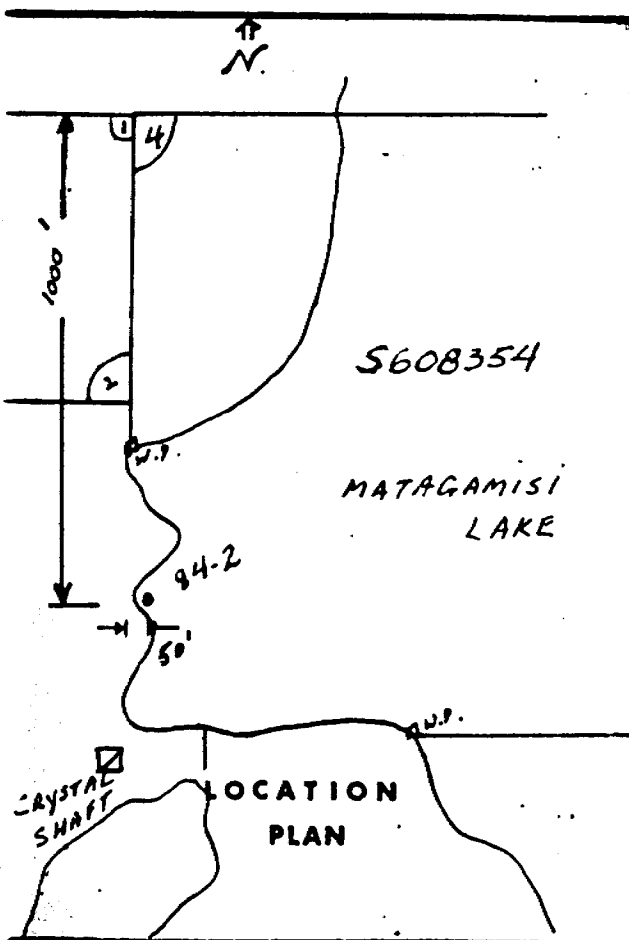 N.
1
4
1000'
2
S608354
W.P.
MATAGAMISI
LAKE
84-2
50'
W.P.
CRYSTAL
SHAFT
LOCATION
PLAN